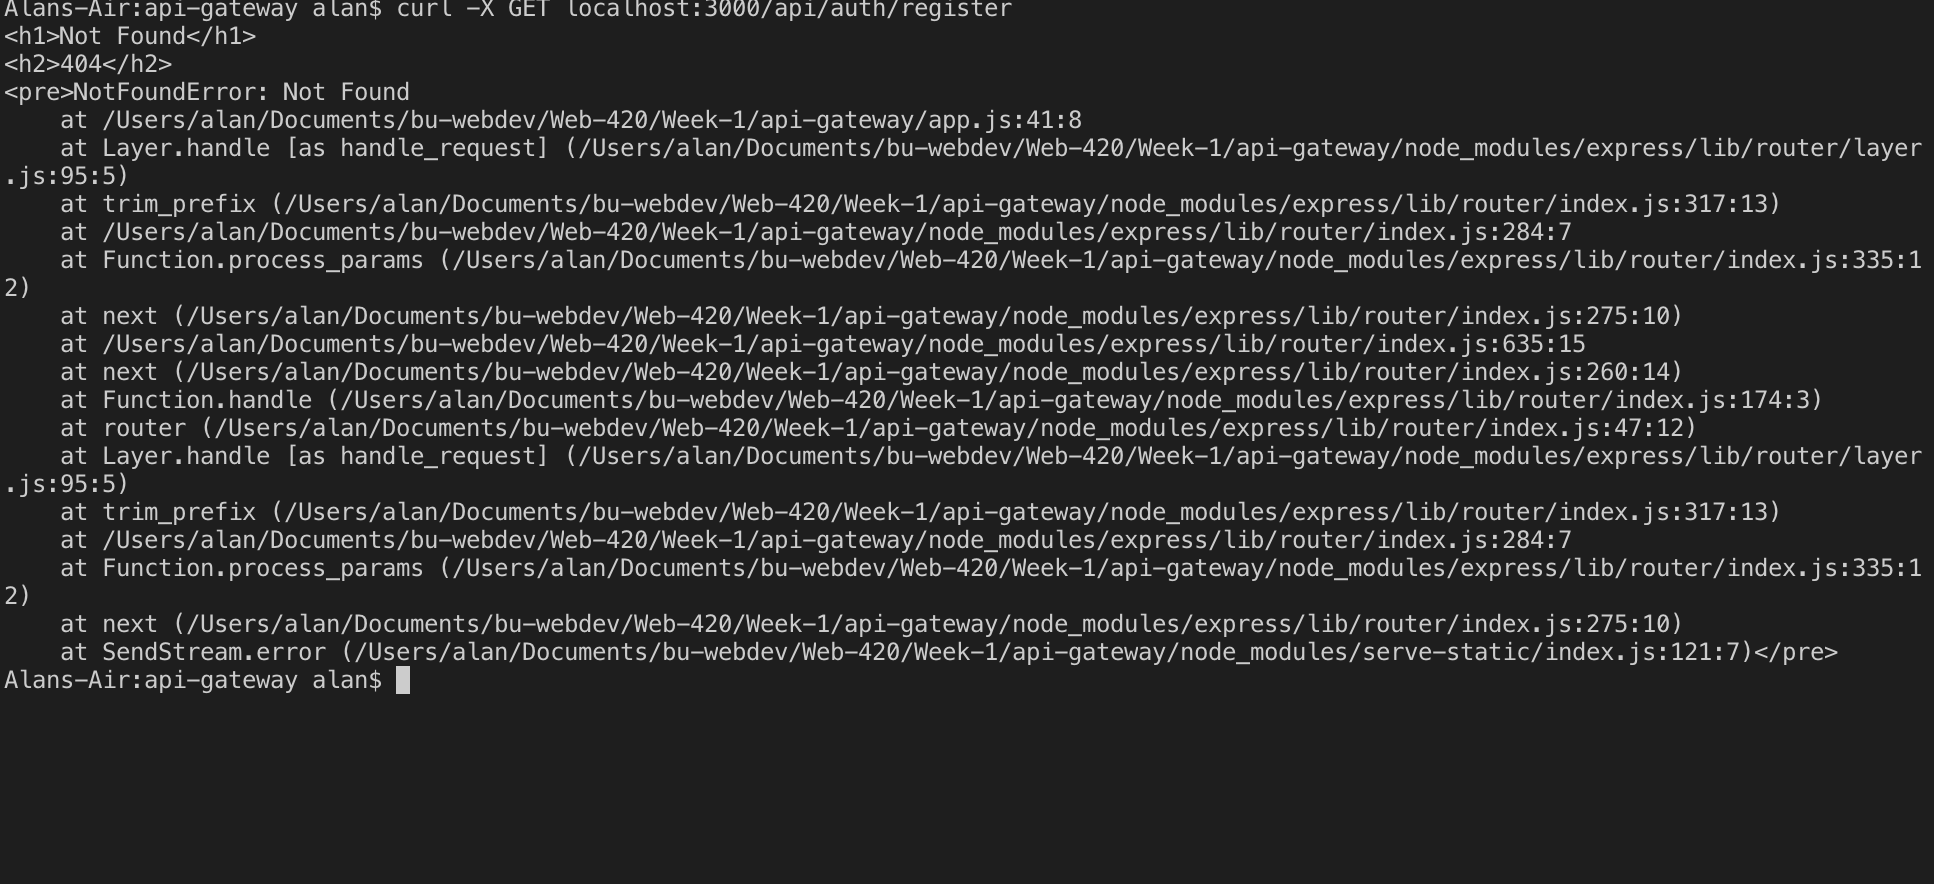 Alans-Air:api-gateway alan$ curl -X GET localhost:3000/api/auth/register
<h1>Not Found</h1>
<h2>404</h2>
<pre>NotFoundError: Not Found
    at /Users/alan/Documents/bu-webdev/Web-420/Week-1/api-gateway/app.js:41:8
    at Layer.handle [as handle_request] (/Users/alan/Documents/bu-webdev/Web-420/Week-1/api-gateway/node_modules/express/lib/router/layer
.js:95:5)
    at trim_prefix (/Users/alan/Documents/bu-webdev/Web-420/Week-1/api-gateway/node_modules/express/lib/router/index.js:317:13)
    at /Users/alan/Documents/bu-webdev/Web-420/Week-1/api-gateway/node_modules/express/lib/router/index.js:284:7
    at Function.process_params (/Users/alan/Documents/bu-webdev/Web-420/Week-1/api-gateway/node_modules/express/lib/router/index.js:335:1
2)
    at next (/Users/alan/Documents/bu-webdev/Web-420/Week-1/api-gateway/node_modules/express/lib/router/index.js:275:10)
    at /Users/alan/Documents/bu-webdev/Web-420/Week-1/api-gateway/node_modules/express/lib/router/index.js:635:15
    at next (/Users/alan/Documents/bu-webdev/Web-420/Week-1/api-gateway/node_modules/express/lib/router/index.js:260:14)
    at Function.handle (/Users/alan/Documents/bu-webdev/Web-420/Week-1/api-gateway/node_modules/express/lib/router/index.js:174:3)
    at router (/Users/alan/Documents/bu-webdev/Web-420/Week-1/api-gateway/node_modules/express/lib/router/index.js:47:12)
    at Layer.handle [as handle_request] (/Users/alan/Documents/bu-webdev/Web-420/Week-1/api-gateway/node_modules/express/lib/router/layer
.js:95:5)
    at trim_prefix (/Users/alan/Documents/bu-webdev/Web-420/Week-1/api-gateway/node_modules/express/lib/router/index.js:317:13)
    at /Users/alan/Documents/bu-webdev/Web-420/Week-1/api-gateway/node_modules/express/lib/router/index.js:284:7
    at Function.process_params (/Users/alan/Documents/bu-webdev/Web-420/Week-1/api-gateway/node_modules/express/lib/router/index.js:335:1
2)
    at next (/Users/alan/Documents/bu-webdev/Web-420/Week-1/api-gateway/node_modules/express/lib/router/index.js:275:10)
    at SendStream.error (/Users/alan/Documents/bu-webdev/Web-420/Week-1/api-gateway/node_modules/serve-static/index.js:121:7)</pre>
Alans-Air:api-gateway alan$